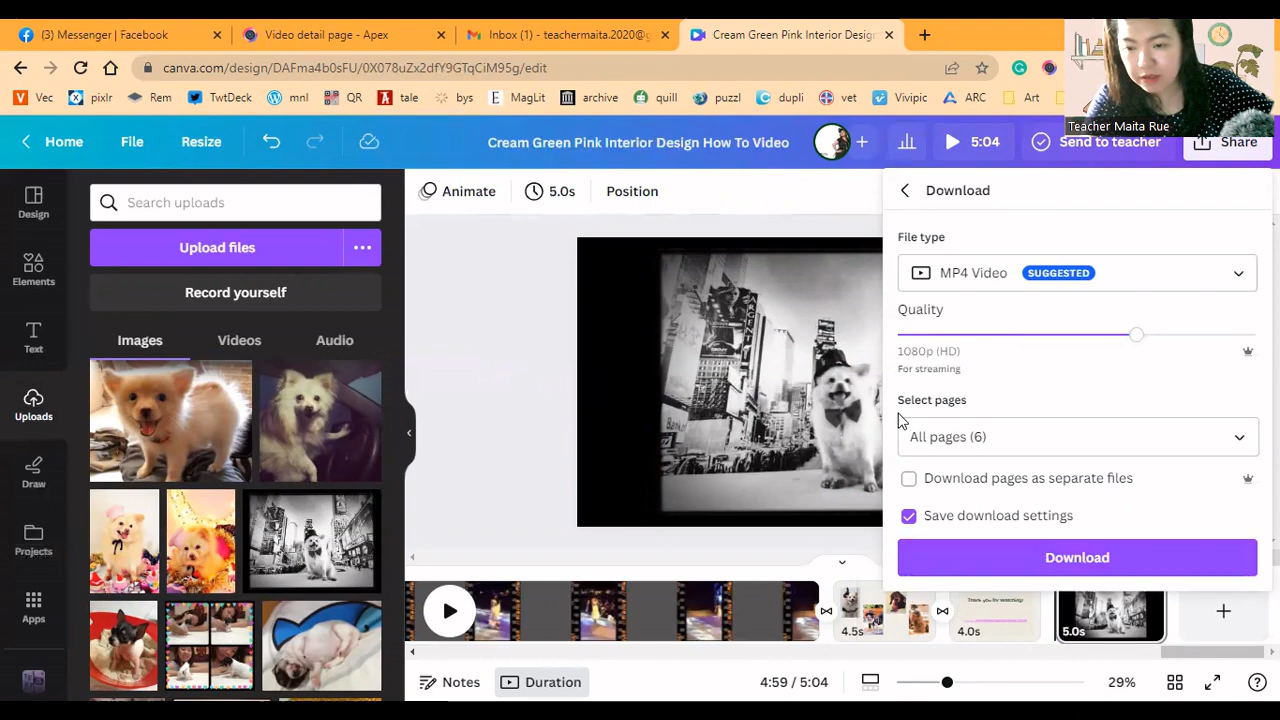 (3) Messenger | Facebook
Video detail page - Apex
Inbox (1) - teachermaita.2020@g
Cream Green Pink Interior Design
canva.com/design/DAFma4b0sFU/0X078uZx2dfY9GTqCiM95g/edit
Vec
pixlr
Rem
TwtDeck
mnl
QR
tale
bys
MagLit
archive
quill
puzzl
dupli
vet
Vivipic
ARC
Art
Teacher Maita Rue
Home
File
Resize
Cream Green Pink Interior Design How To Video
5:04
Send to teacher
Share
Design
Elements
Text
Uploads
Draw
Projects
Apps
Search uploads
Upload files
Record yourself
Images
Videos
Audio
Animate
5.0s
Position
Download
File type
MP4 Video
SUGGESTED
Quality
1080p (HD)
For streaming
Select pages
All pages (6)
Download pages as separate files
Save download settings
Download
4.5s
Thank you for watching!
4.0s
5.0s
Notes
Duration
4:59 / 5:04
29%